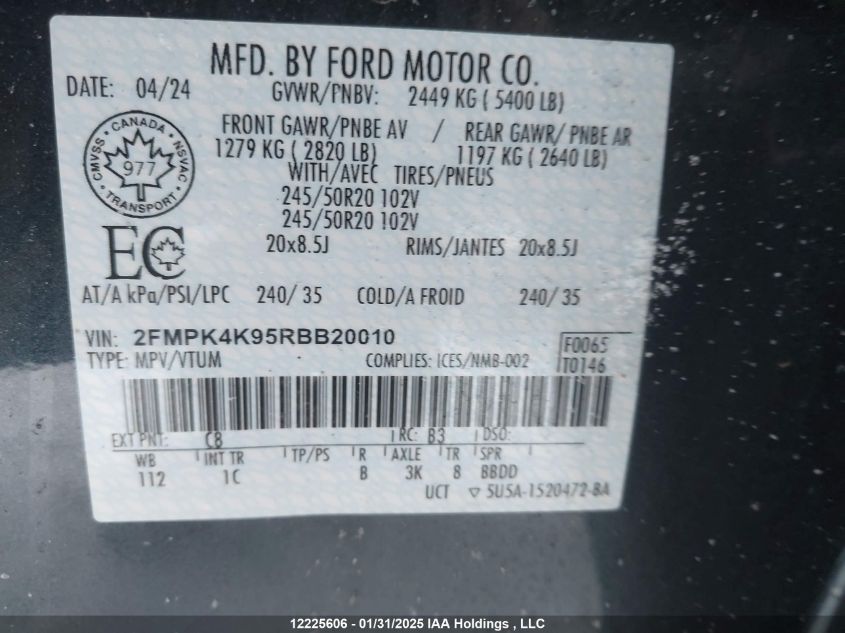 MFD. BY FORD MOTOR CO.
DATE: 04/24
GVWR/PNBV: 2449 KG ( 5400 LB)
FRONT GAWR/PNBE AV / REAR GAWR/ PNBE AR
1279 KG ( 2820 LB) 1197 KG ( 2640 LB)
WITH/AVEC TIRES/PNEUS
245/50R20 102V
245/50R20 102V
20x8.5J RIMS/JANTES 20x8.5J
CANADA
CMVSS 977 NSVAC
TRANSPORT
EC
AT/A kPa/PSI/LPC 240/ 35 COLD/A FROID 240/ 35
VIN: 2FMPK4K95RBB20010
F0065
TYPE: MPV/VTUM COMPLIES: ICES/NMB-002
T0146
EXT PNT: C8 RC: B3 DSO:
WB INT TR TP/PS R AXLE TR SPR
112 1C B 3K 8 BBDD
UCT ▽ 5U5A-1520472-BA
12225606 - 01/31/2025 IAA Holdings , LLC